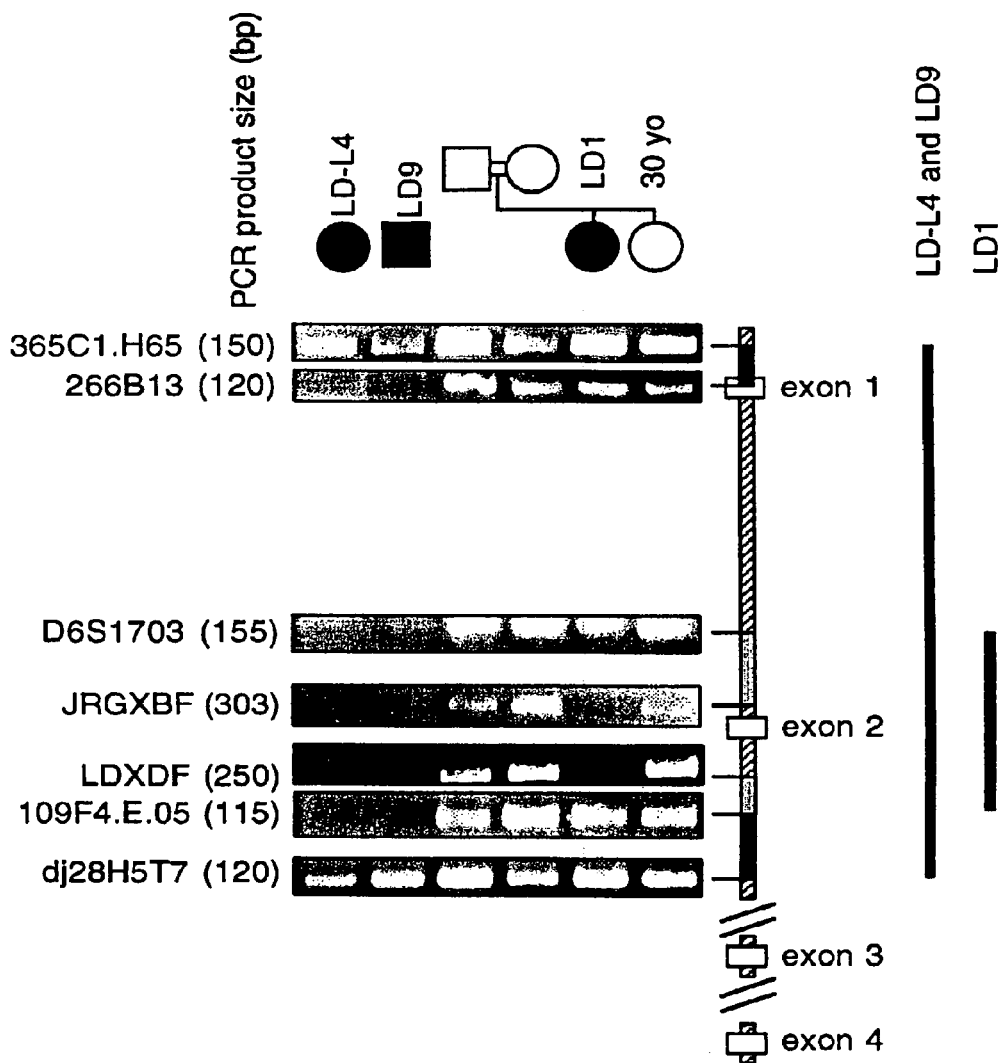 PCR product size (bp)
LD-L4
LD9
LD1
30 yo
LD-L4 and LD9
LD1
365C1.H65 (150)
266B13 (120)
exon 1
D6S1703 (155)
JRGXBF (303)
exon 2
LDXDF (250)
109F4.E.05 (115)
dj28H5T7 (120)
exon 3
exon 4